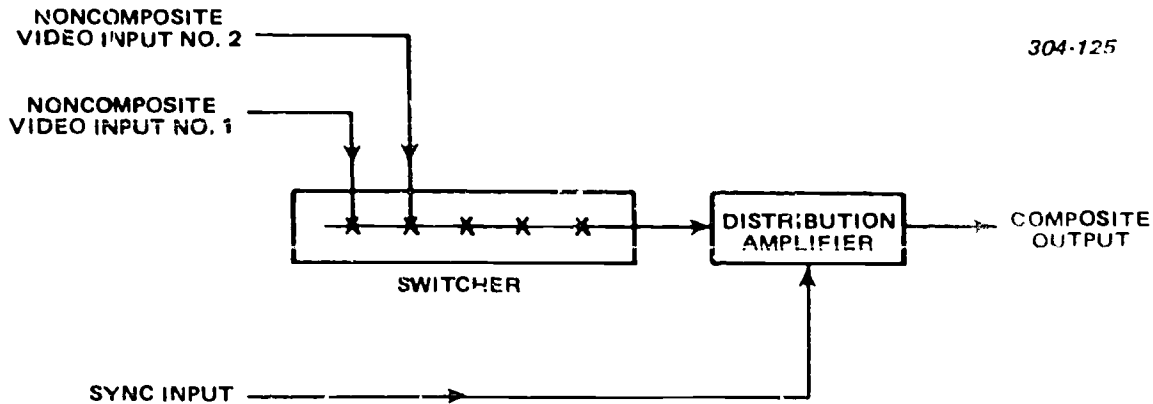 NONCOMPOSITE
VIDEO INPUT NO. 2
304-125
NONCOMPOSITE
VIDEO INPUT NO. 1
DISTRIBUTION
AMPLIFIER
COMPOSITE
OUTPUT
SWITCHER
SYNC INPUT